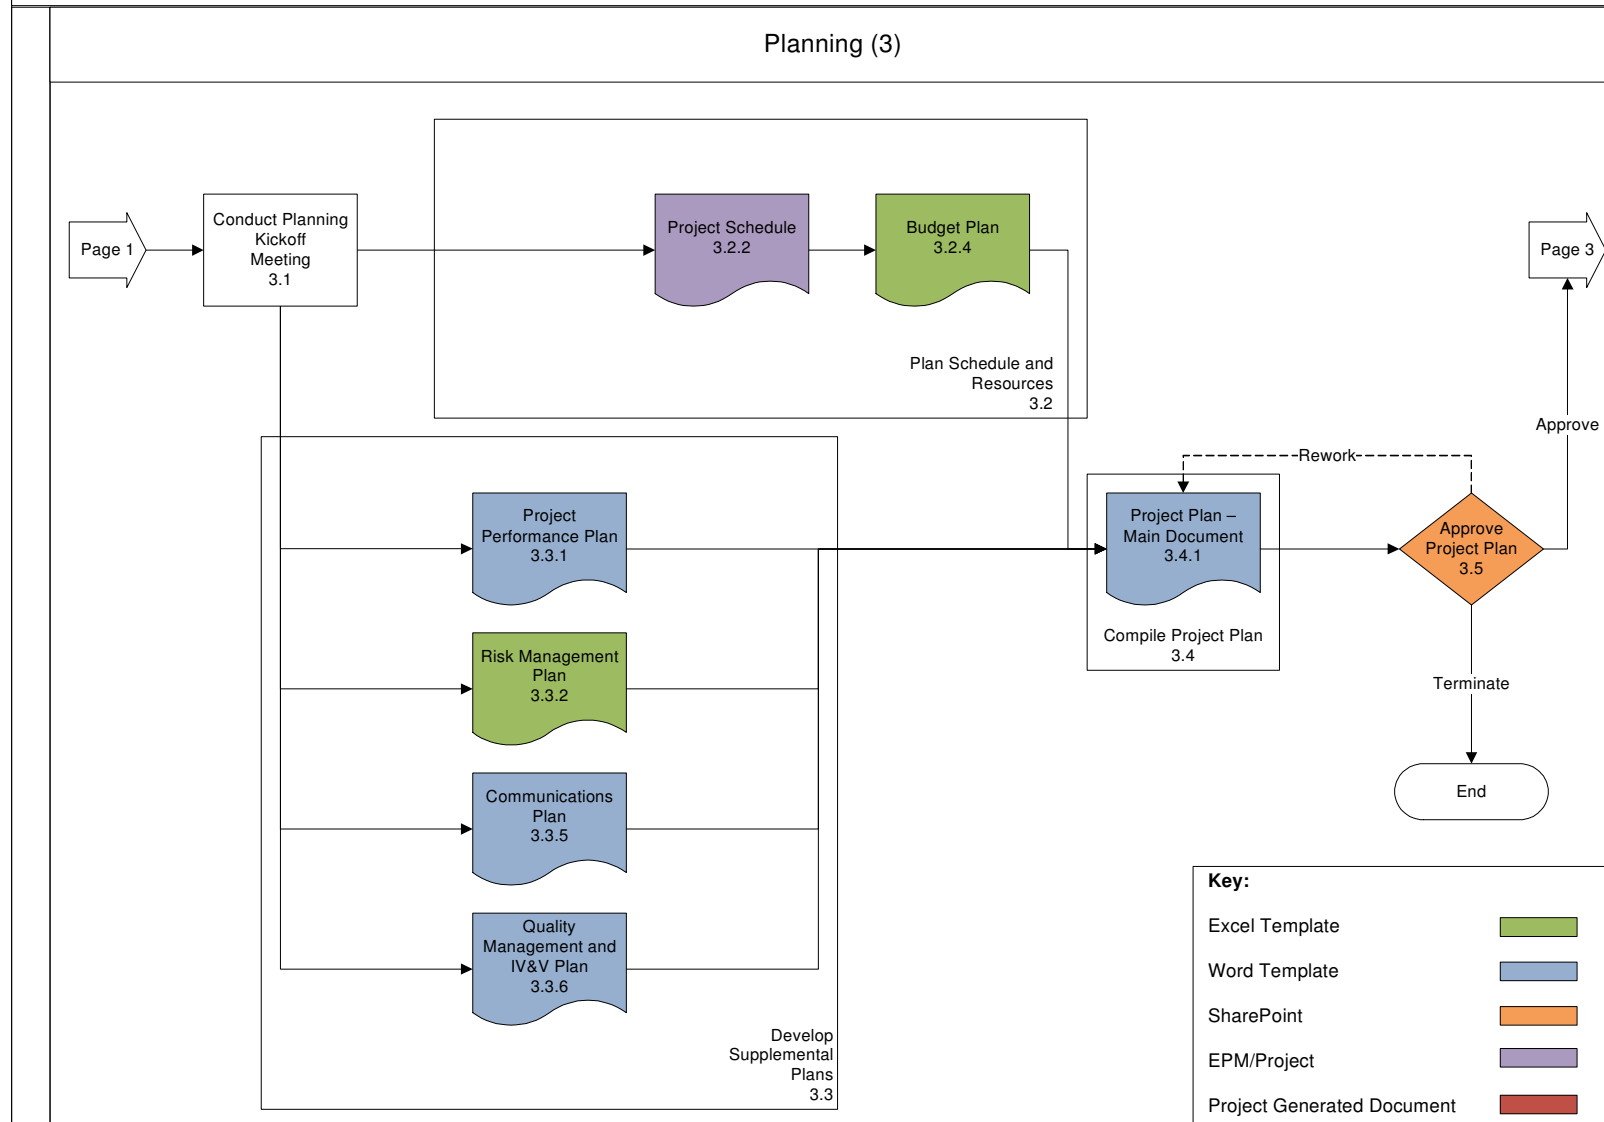 Planning (3)
Page 1
Conduct Planning
Kickoff
Meeting
3.1
Project Schedule
3.2.2
Budget Plan
3.2.4
Plan Schedule and
Resources
3.2
Page 3
Approve
Rework
Project
Performance Plan
3.3.1
Risk Management
Plan
3.3.2
Communications
Plan
3.3.5
Quality
Management and
IV&V Plan
3.3.6
Develop
Supplemental
Plans
3.3
Project Plan –
Main Document
3.4.1
Compile Project Plan
3.4
Approve
Project Plan
3.5
Terminate
End
Key:
Excel Template
Word Template
SharePoint
EPM/Project
Project Generated Document